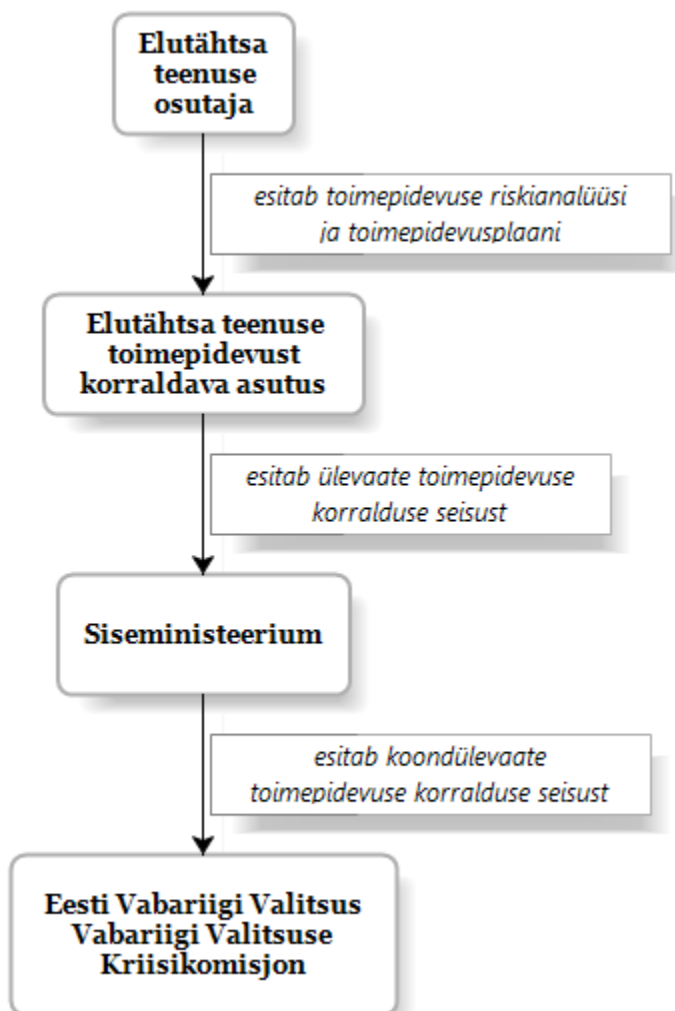 Elutähtsa
teenuse
osutaja
esitab toimepidevuse riskianalüüsi
ja toimepidevusplaani
Elutähtsa teenuse
toimepidevust
korraldava asutus
esitab ülevaate toimepidevuse
korralduse seisust
Siseministeerium
esitab koondülevaate
toimepidevuse korralduse seisust
Eesti Vabariigi Valitsus
Vabariigi Valitsuse
Kriisikomisjon